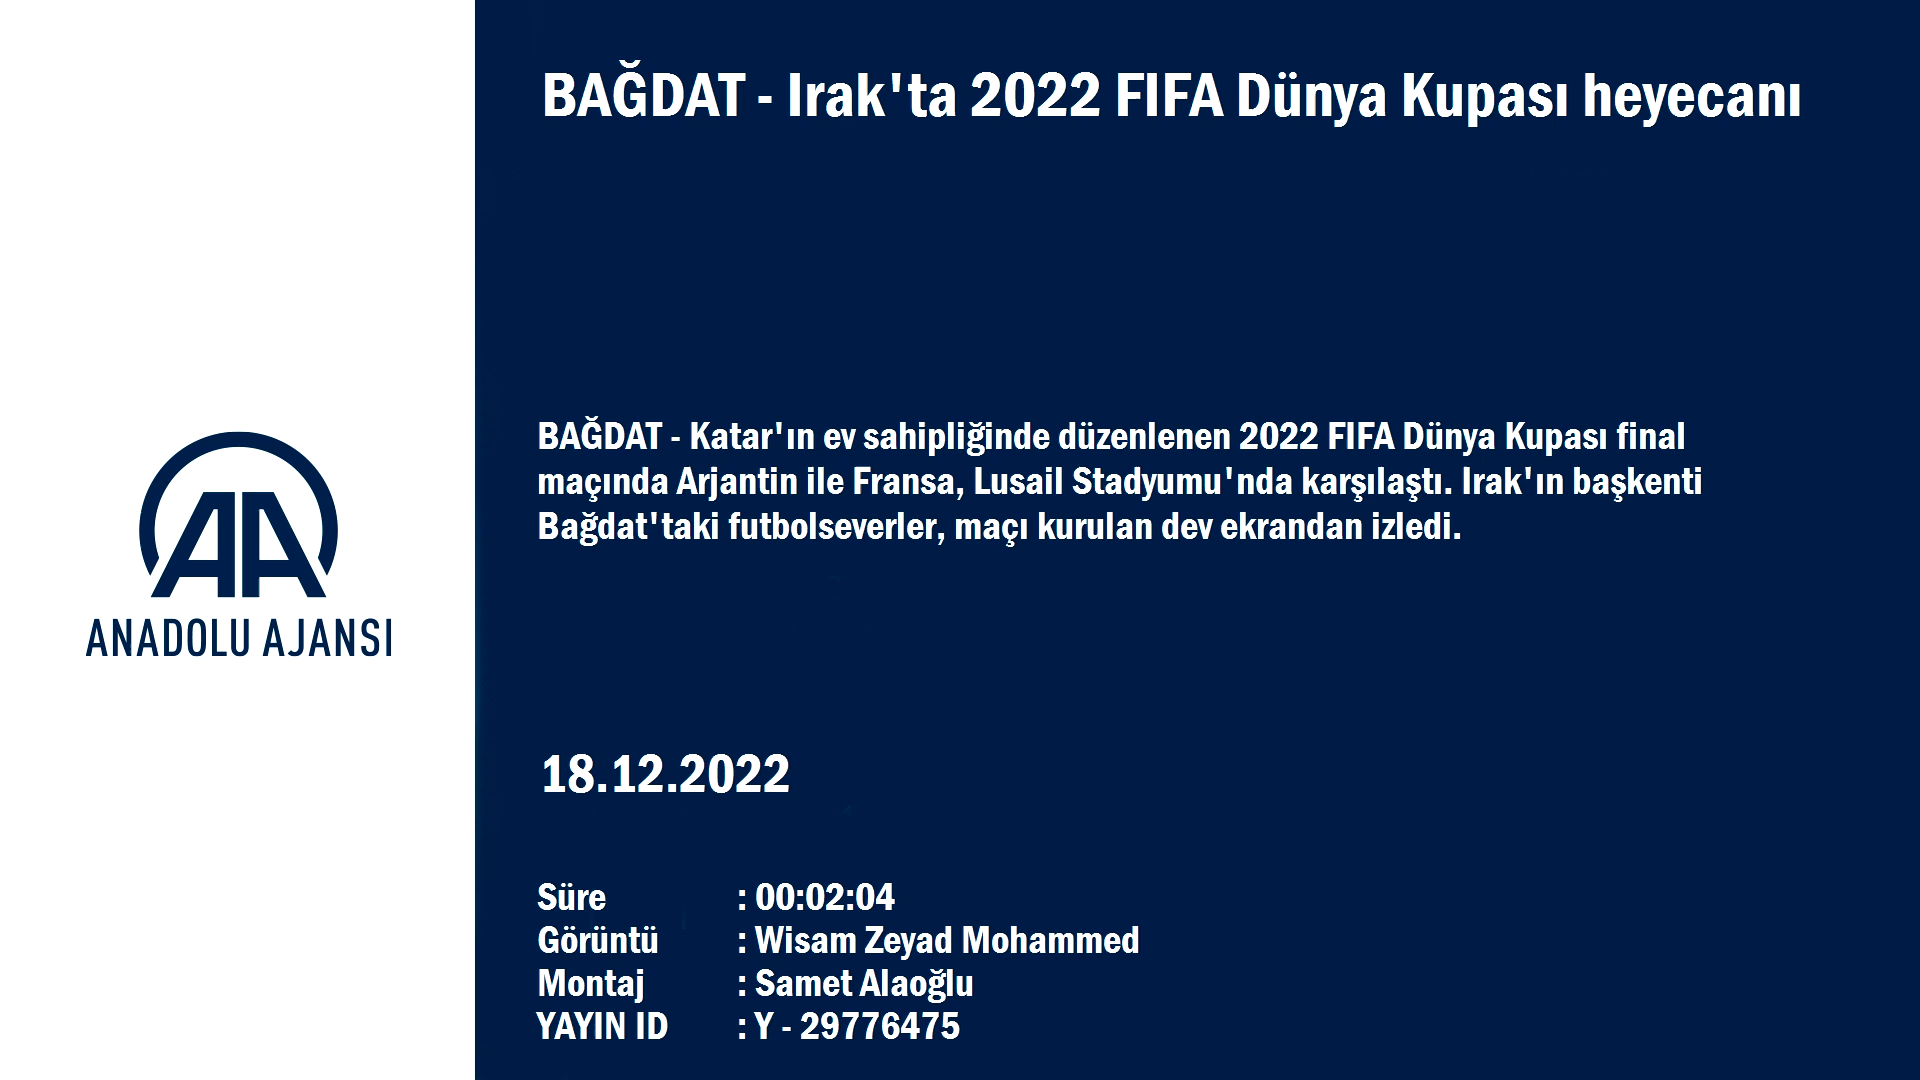 BAĞDAT - Irak'ta 2022 FIFA Dünya Kupası heyecanı
BAĞDAT - Katar'ın ev sahipliğinde düzenlenen 2022 FIFA Dünya Kupası final
maçında Arjantin ile Fransa, Lusail Stadyumu'nda karşılaştı. Irak'ın başkenti
Bağdat'taki futbolseverler, maçı kurulan dev ekrandan izledi.
AA
ANADOLU AJANSI
18.12.2022
Süre : 00:02:04
Görüntü : Wisam Zeyad Mohammed
Montaj : Samet Alaoğlu
YAYIN ID : Y - 29776475